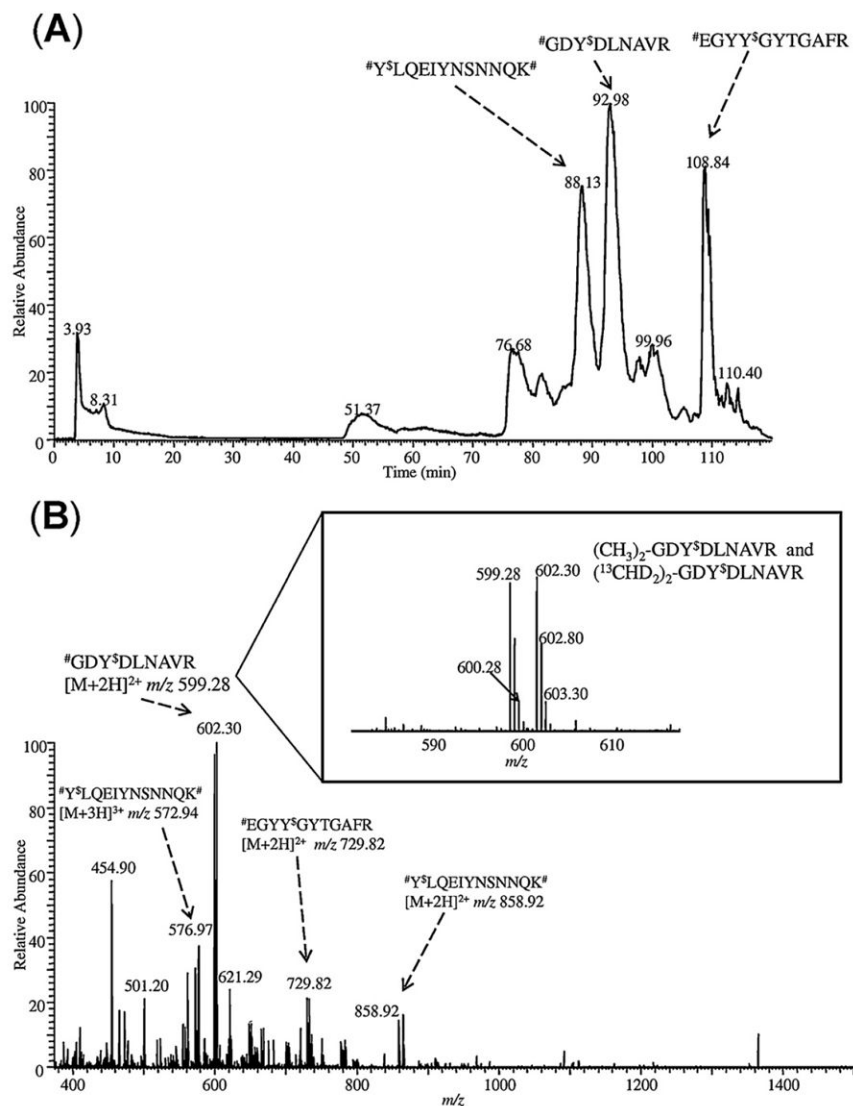 (A)
#GDY$DLNAVR
#EGYY$GYTGAFR
#Y$LQEIYNSNNQK#
100
80
60
40
20
0
Relative Abundance
3.93
8.31
51.37
76.68
88.13
92.98
99.96
108.84
110.40
0 10 20 30 40 50 60 70 80 90 100 110
Time (min)
(B)
(CH3)2-GDY$DLNAVR and
(13CHD2)2-GDY$DLNAVR
599.28
602.30
602.80
600.28
603.30
590 600 610
m/z
#GDY$DLNAVR
[M+2H]2+ m/z 599.28
602.30
#Y$LQEIYNSNNQK#
[M+3H]3+ m/z 572.94
#EGYY$GYTGAFR
[M+2H]2+ m/z 729.82
#Y$LQEIYNSNNQK#
[M+2H]2+ m/z 858.92
100
80
60
40
20
0
Relative Abundance
454.90
501.20
576.97
621.29
729.82
858.92
400 600 800 1000 1200 1400
m/z